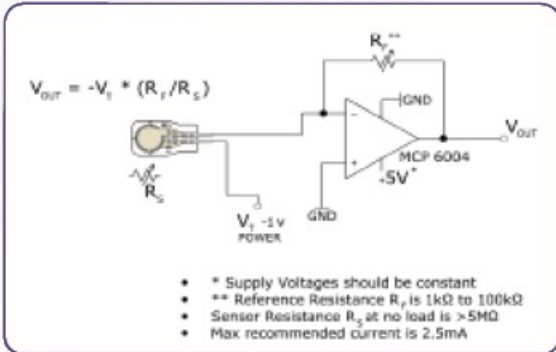 R_F**
V_OUT = -V_T * (R_F/R_S)
GND
-
V_OUT
+
MCP 6004
R_S
+5V*
V_T -1v
POWER
GND
• * Supply Voltages should be constant
• ** Reference Resistance R_F is 1kΩ to 100kΩ
• Sensor Resistance R_S at no load is >5MΩ
• Max recommended current is 2.5mA